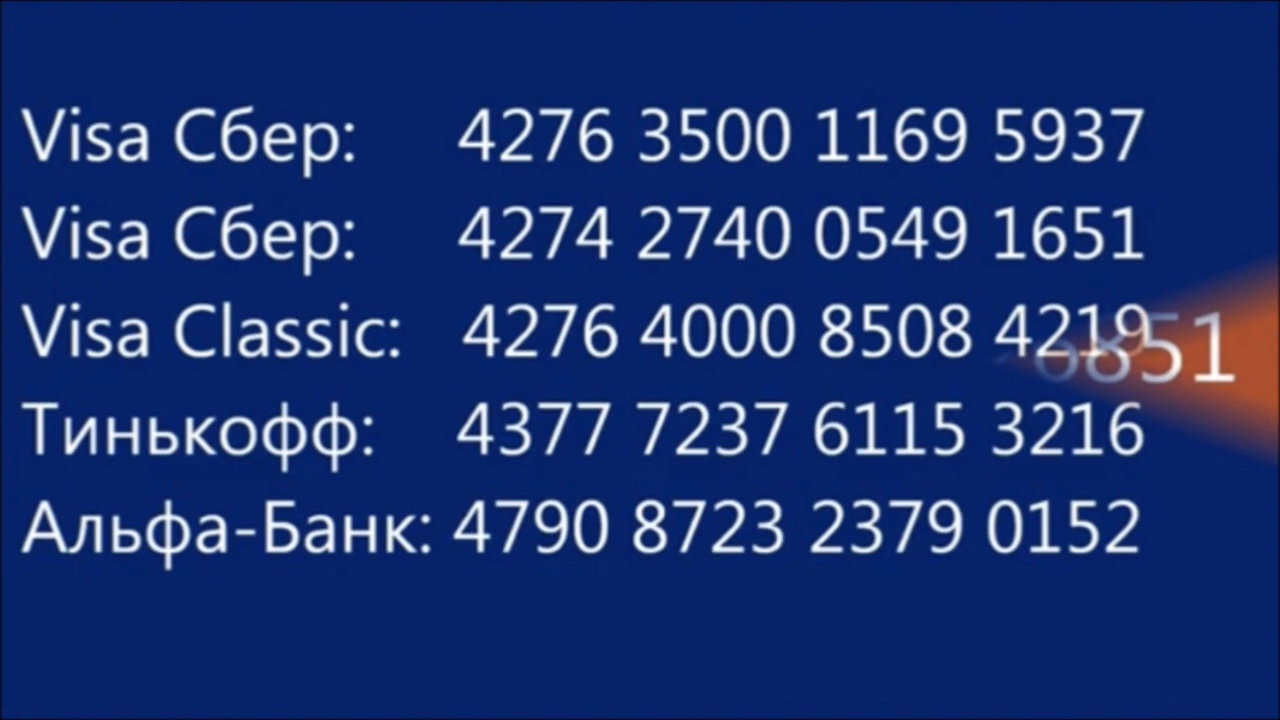 Visa Сбер: 4276 3500 1169 5937
Visa Сбер: 4274 2740 0549 1651
Visa Classic: 4276 4000 8508 4219
6851
Тинькофф: 4377 7237 6115 3216
Альфа-Банк: 4790 8723 2379 0152